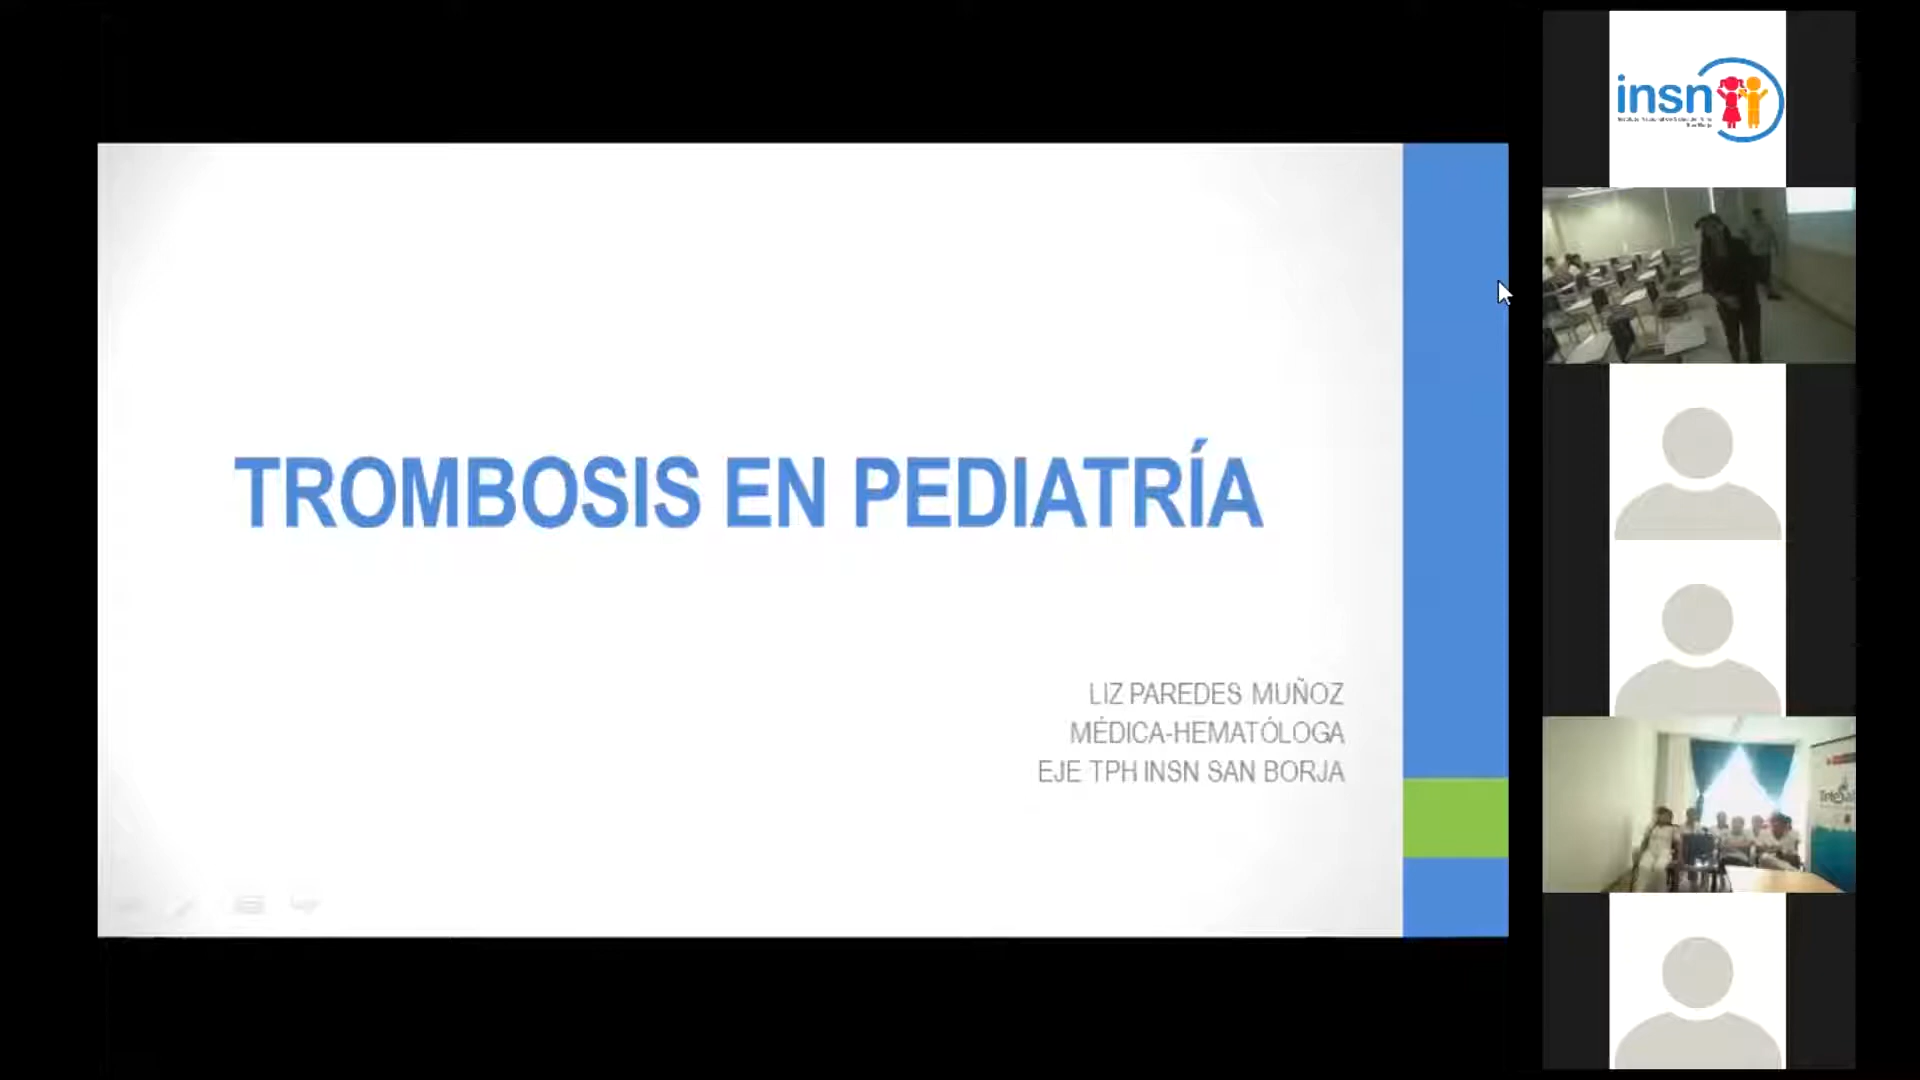 TROMBOSIS EN PEDIATRÍA
LIZ PAREDES MUÑOZ
MÉDICA-HEMATÓLOGA
EJE TPH INSN SAN BORJA
insn